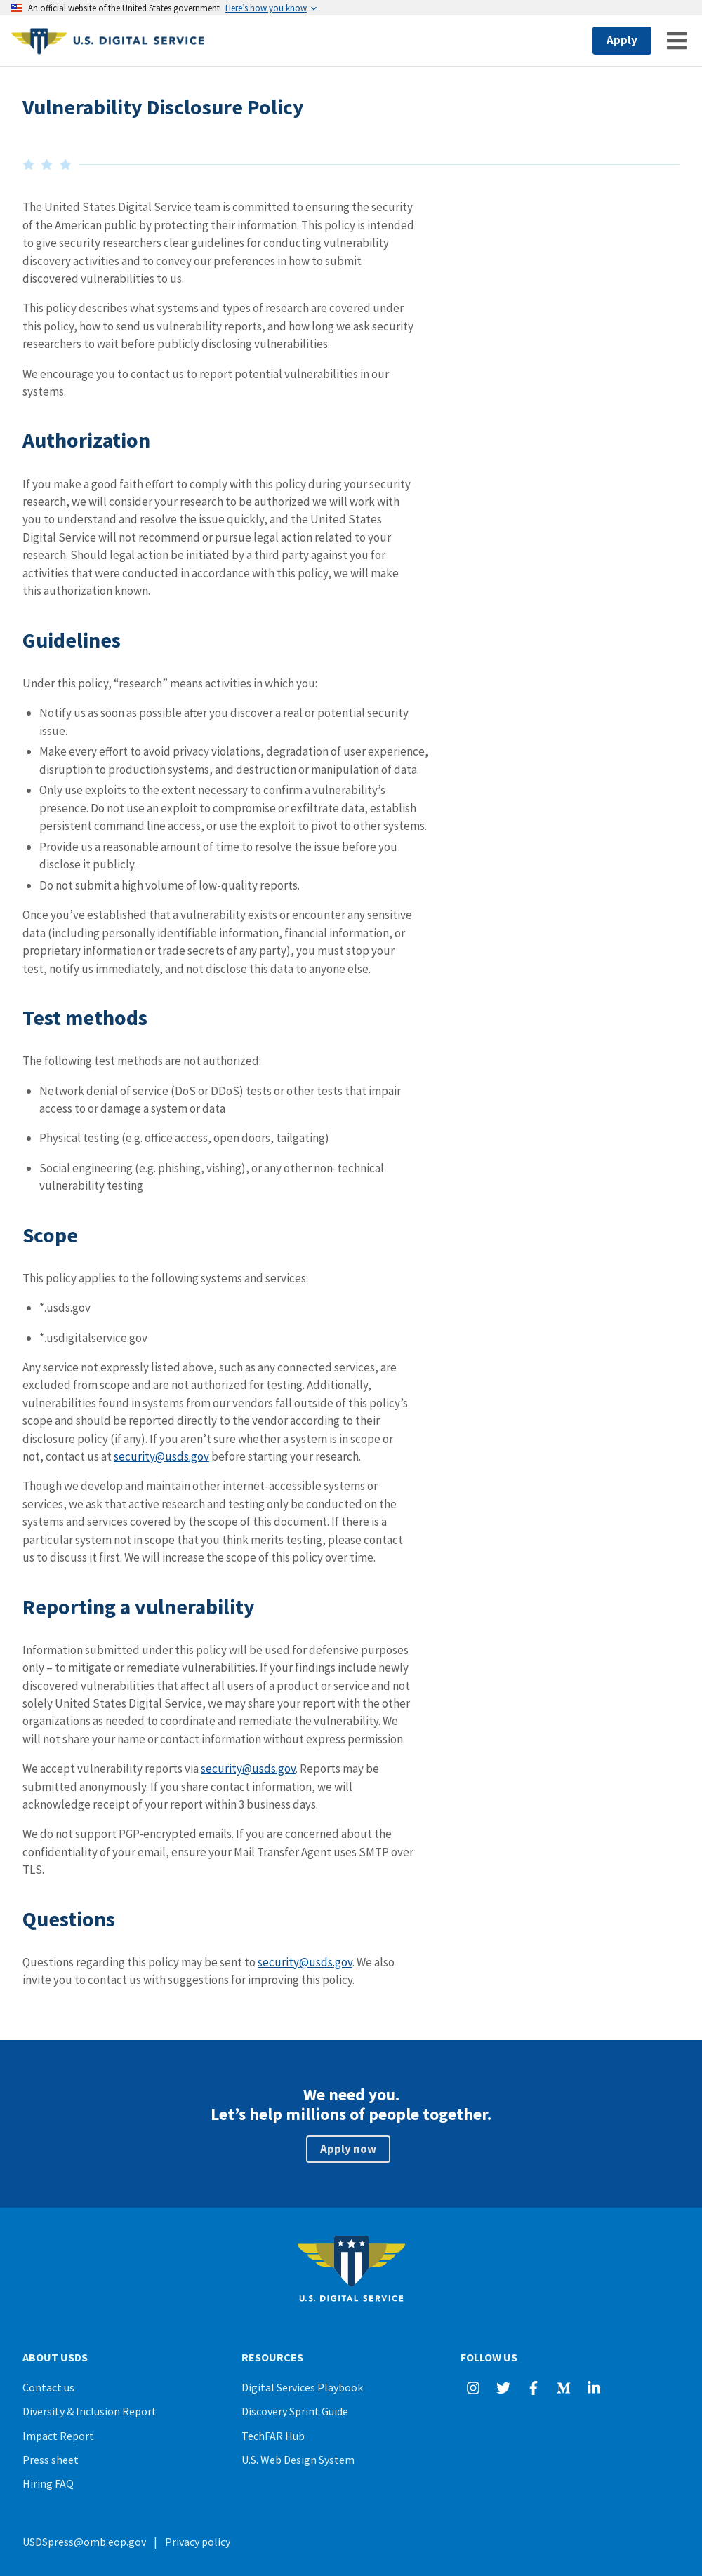 An official website of the United States government Here's how you know
U.S. DIGITAL SERVICE
Apply
Vulnerability Disclosure Policy
The United States Digital Service team is committed to ensuring the security
of the American public by protecting their information. This policy is intended
to give security researchers clear guidelines for conducting vulnerability
discovery activities and to convey our preferences in how to submit
discovered vulnerabilities to us.
This policy describes what systems and types of research are covered under
this policy, how to send us vulnerability reports, and how long we ask security
researchers to wait before publicly disclosing vulnerabilities.
We encourage you to contact us to report potential vulnerabilities in our
systems.
Authorization
If you make a good faith effort to comply with this policy during your security
research, we will consider your research to be authorized we will work with
you to understand and resolve the issue quickly, and the United States
Digital Service will not recommend or pursue legal action related to your
research. Should legal action be initiated by a third party against you for
activities that were conducted in accordance with this policy, we will make
this authorization known.
Guidelines
Under this policy, “research” means activities in which you:
• Notify us as soon as possible after you discover a real or potential security
issue.
• Make every effort to avoid privacy violations, degradation of user experience,
disruption to production systems, and destruction or manipulation of data.
• Only use exploits to the extent necessary to confirm a vulnerability’s
presence. Do not use an exploit to compromise or exfiltrate data, establish
persistent command line access, or use the exploit to pivot to other systems.
• Provide us a reasonable amount of time to resolve the issue before you
disclose it publicly.
• Do not submit a high volume of low-quality reports.
Once you’ve established that a vulnerability exists or encounter any sensitive
data (including personally identifiable information, financial information, or
proprietary information or trade secrets of any party), you must stop your
test, notify us immediately, and not disclose this data to anyone else.
Test methods
The following test methods are not authorized:
• Network denial of service (DoS or DDoS) tests or other tests that impair
access to or damage a system or data
• Physical testing (e.g. office access, open doors, tailgating)
• Social engineering (e.g. phishing, vishing), or any other non-technical
vulnerability testing
Scope
This policy applies to the following systems and services:
• *.usds.gov
• *.usdigitalservice.gov
Any service not expressly listed above, such as any connected services, are
excluded from scope and are not authorized for testing. Additionally,
vulnerabilities found in systems from our vendors fall outside of this policy’s
scope and should be reported directly to the vendor according to their
disclosure policy (if any). If you aren’t sure whether a system is in scope or
not, contact us at security@usds.gov before starting your research.
Though we develop and maintain other internet-accessible systems or
services, we ask that active research and testing only be conducted on the
systems and services covered by the scope of this document. If there is a
particular system not in scope that you think merits testing, please contact
us to discuss it first. We will increase the scope of this policy over time.
Reporting a vulnerability
Information submitted under this policy will be used for defensive purposes
only – to mitigate or remediate vulnerabilities. If your findings include newly
discovered vulnerabilities that affect all users of a product or service and not
solely United States Digital Service, we may share your report with the other
organizations as needed to coordinate and remediate the vulnerability. We
will not share your name or contact information without express permission.
We accept vulnerability reports via security@usds.gov. Reports may be
submitted anonymously. If you share contact information, we will
acknowledge receipt of your report within 3 business days.
We do not support PGP-encrypted emails. If you are concerned about the
confidentiality of your email, ensure your Mail Transfer Agent uses SMTP over
TLS.
Questions
Questions regarding this policy may be sent to security@usds.gov. We also
invite you to contact us with suggestions for improving this policy.
We need you.
Let’s help millions of people together.
Apply now
U.S. DIGITAL SERVICE
ABOUT USDS
Contact us
Diversity & Inclusion Report
Impact Report
Press sheet
Hiring FAQ
RESOURCES
Digital Services Playbook
Discovery Sprint Guide
TechFAR Hub
U.S. Web Design System
FOLLOW US
USDSpress@omb.eop.gov | Privacy policy